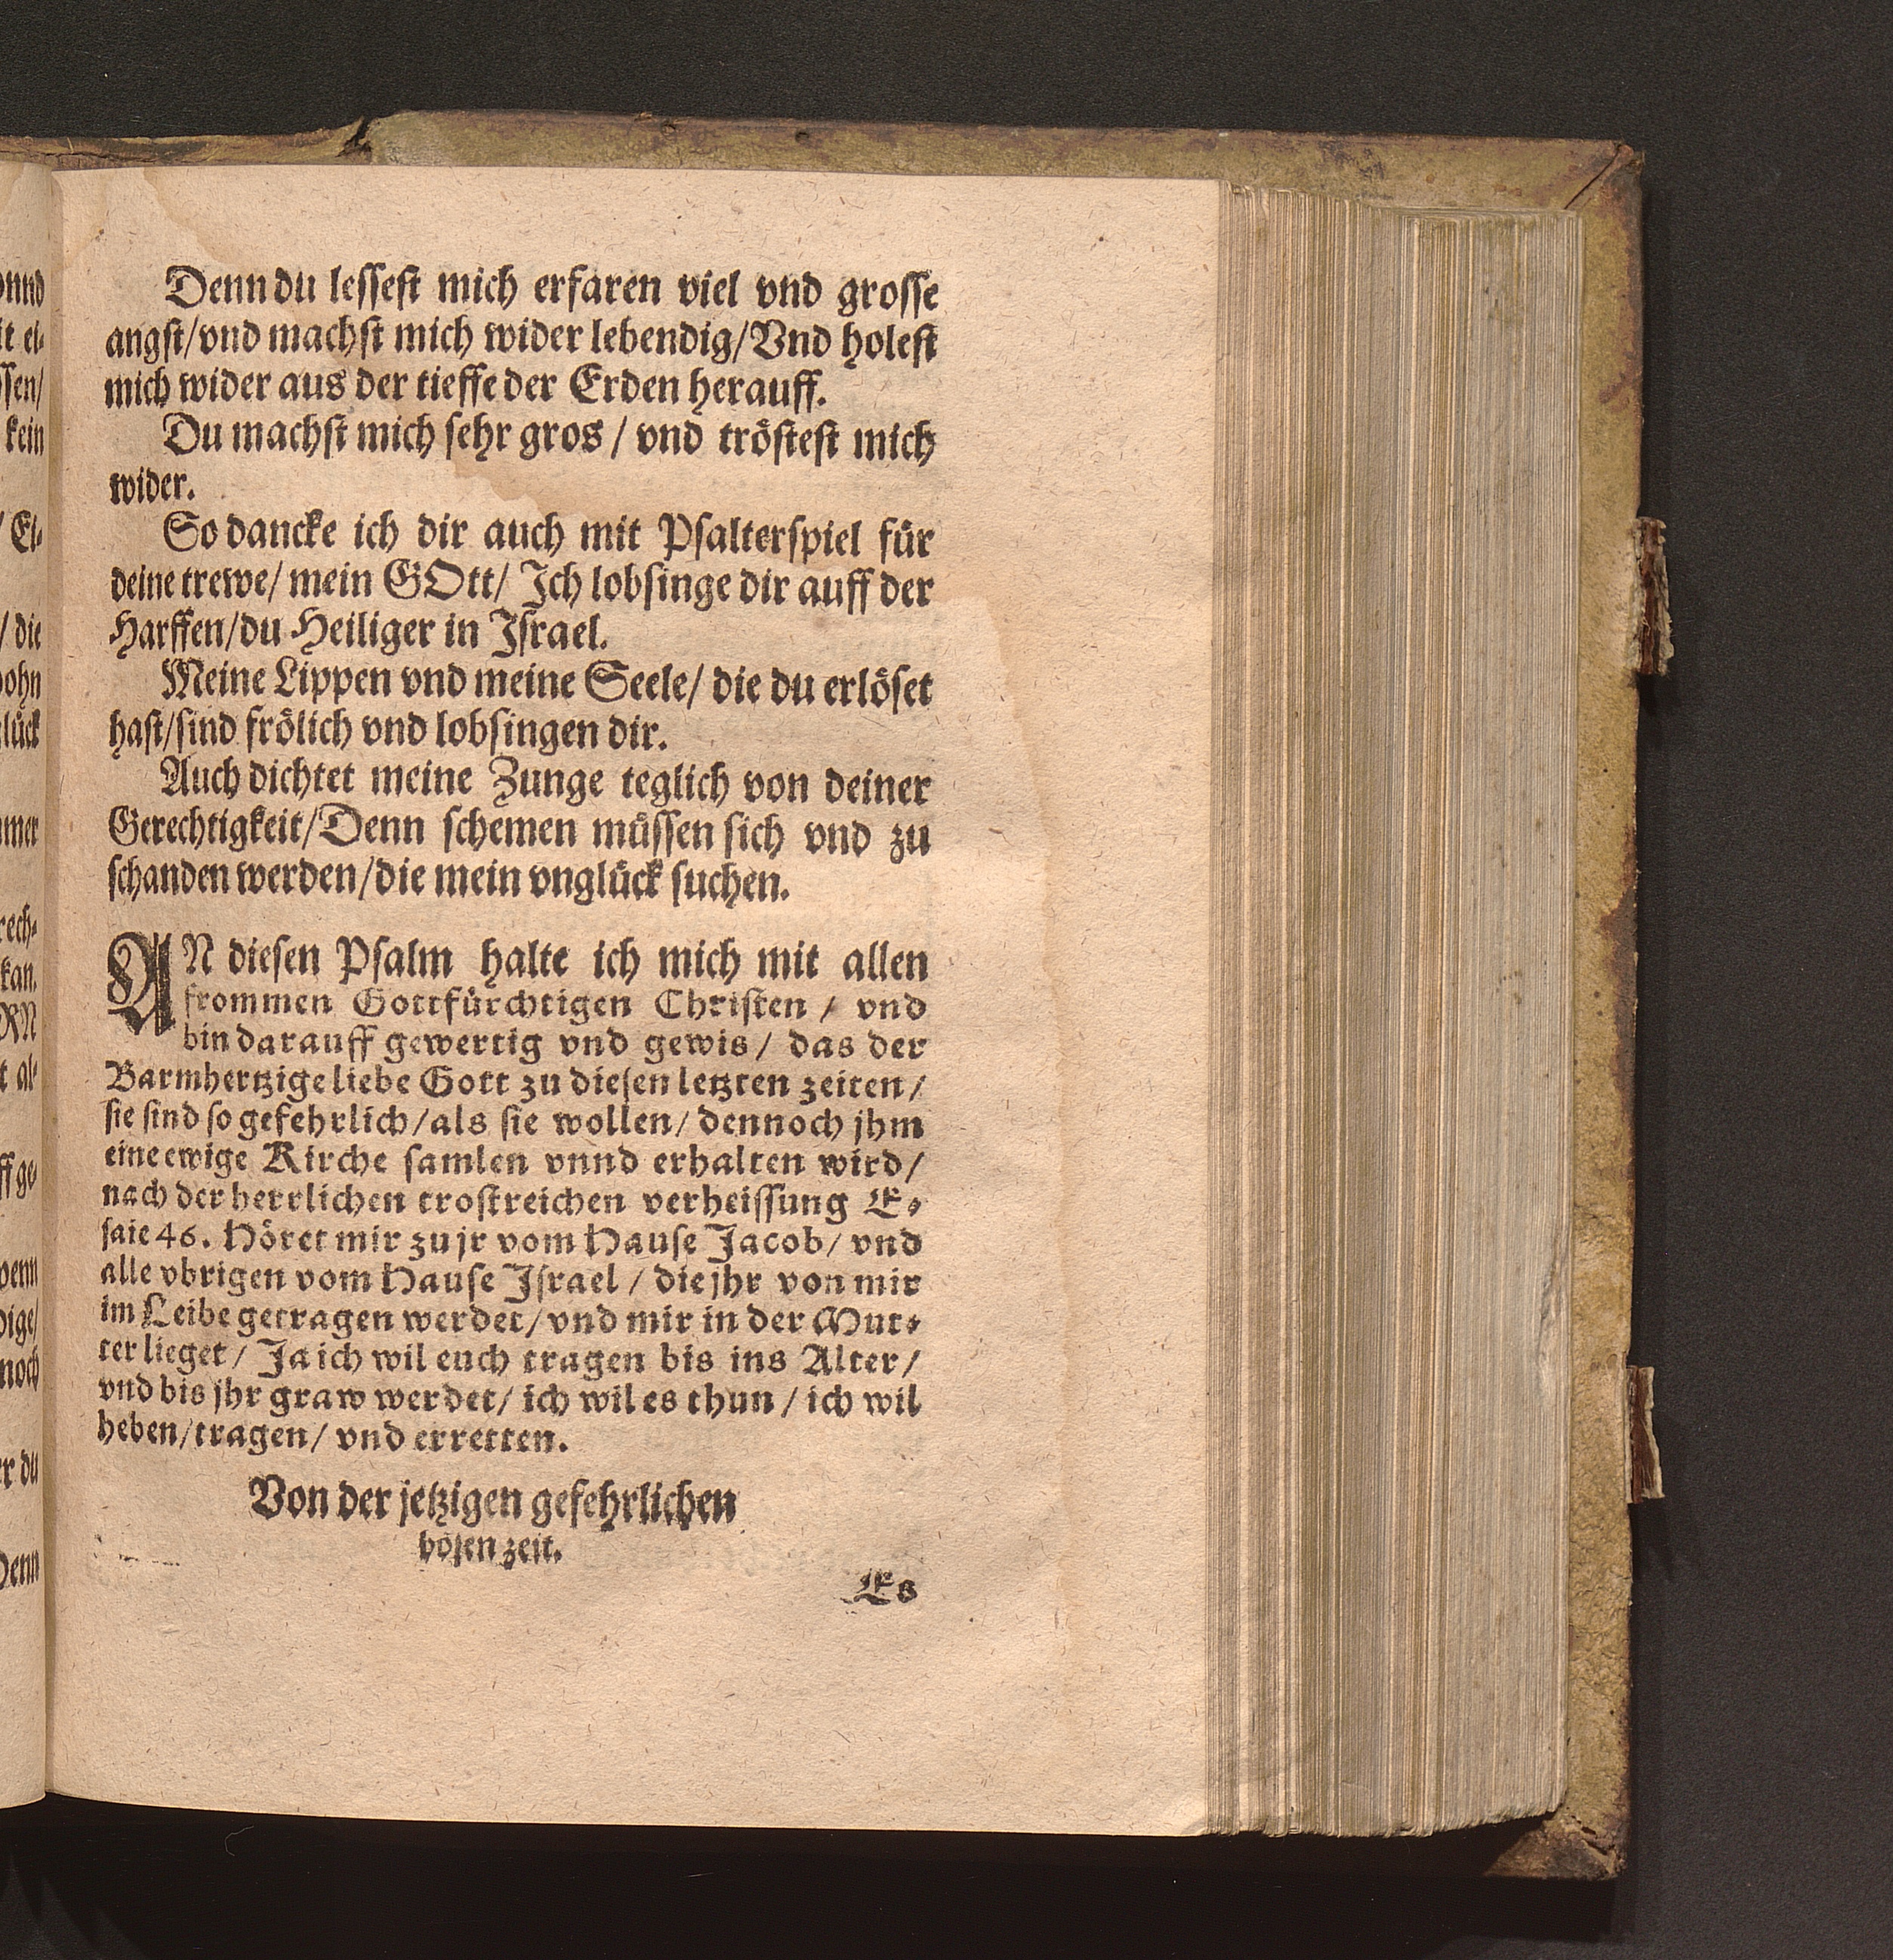 Denn du lessest mich erfaren viel vnd grosse
angst/vnd machst mich wider lebendig/Vnd holest
mich wider aus der tieffe der Erden herauff.
Du machst mich sehr gros / vnd tröstest mich
wider.
So dancke ich dir auch mit Psalterspiel für
deine trewe/ mein GOtt/ Ich lobsinge dir auff der
Harffen/du Heiliger in Israel.
Meine Lippen vnd meine Seele/ die du erlöset
hast/sind frölich vnd lobsingen dir.
Auch dichtet meine Zunge teglich von deiner
Gerechtigkeit/Denn schemen müssen sich vnd zu
schanden werden/die mein vnglück suchen.
AN diesen Psalm halte ich mich mit allen
frommen Gottfürchtigen Christen / vnd
bin darauff gewertig vnd gewis/ das der
Barmhertzige liebe Gott zu diesen letzten zeiten/
sie sind so gefehrlich/als sie wollen/ dennoch jhm
eine ewige Kirche samlen vnnd erhalten wird/
nach der herrlichen trostreichen verheissung E-
saie 46. Höret mir zu jr vom Hause Jacob/ vnd
alle vbrigen vom Hause Israel / die jhr von mir
im Leibe getragen werdet/ vnd mir in der Mut-
ter lieget/ Ja ich wil euch tragen bis ins Alter/
vnd bis jhr graw werdet/ ich wil es thun / ich wil
heben/tragen/ vnd erretten.
Von der jetzigen gefehrlichen
bösen zeit.
Es